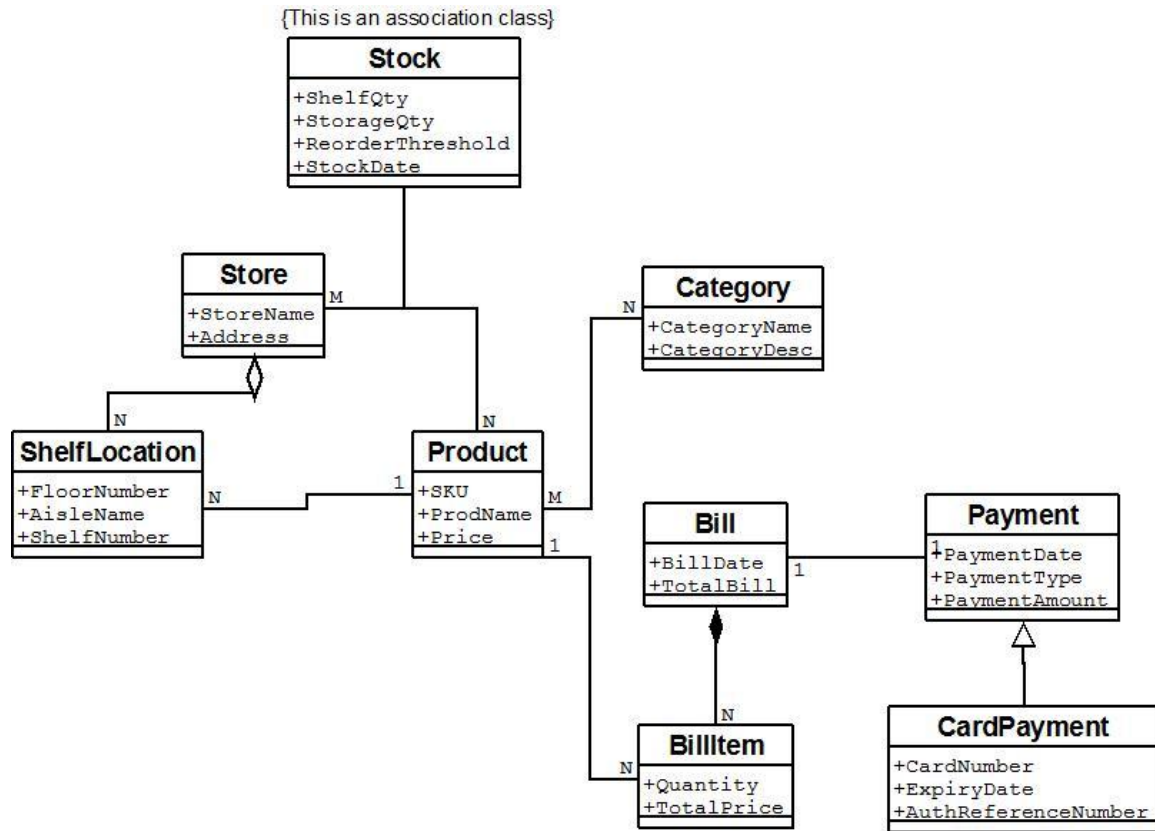 {This is an association class}
Stock
+ShelfQty
+StorageQty
+ReorderThreshold
+StockDate
Store
+StoreName
+Address
M
Category
+CategoryName
+CategoryDesc
N
N
N
ShelfLocation
+FloorNumber
+AisleName
+ShelfNumber
N
1
Product
+SKU
+ProdName
+Price
M
1
Bill
+BillDate
+TotalBill
1
Payment
1
+PaymentDate
+PaymentType
+PaymentAmount
N
BillItem
+Quantity
+TotalPrice
N
CardPayment
+CardNumber
+ExpiryDate
+AuthReferenceNumber